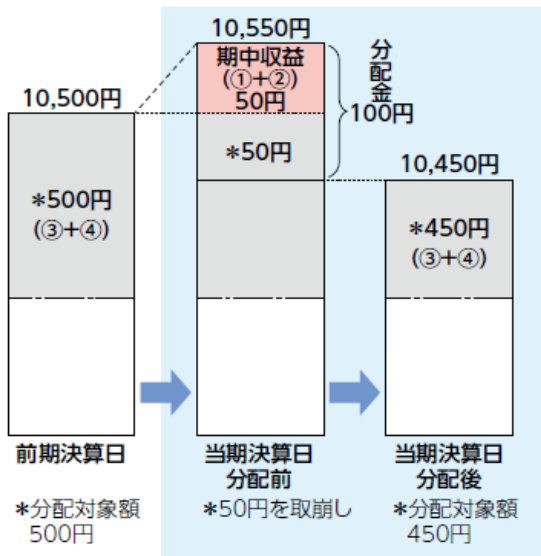 10,500円
*500円
(③+④)
前期決算日
*分配対象額
500円
10,550円
期中収益
(①+②)
50円
*50円
分配金
100円
当期決算日
分配前
*50円を取崩し
10,450円
*450円
(③+④)
当期決算日
分配後
*分配対象額
450円